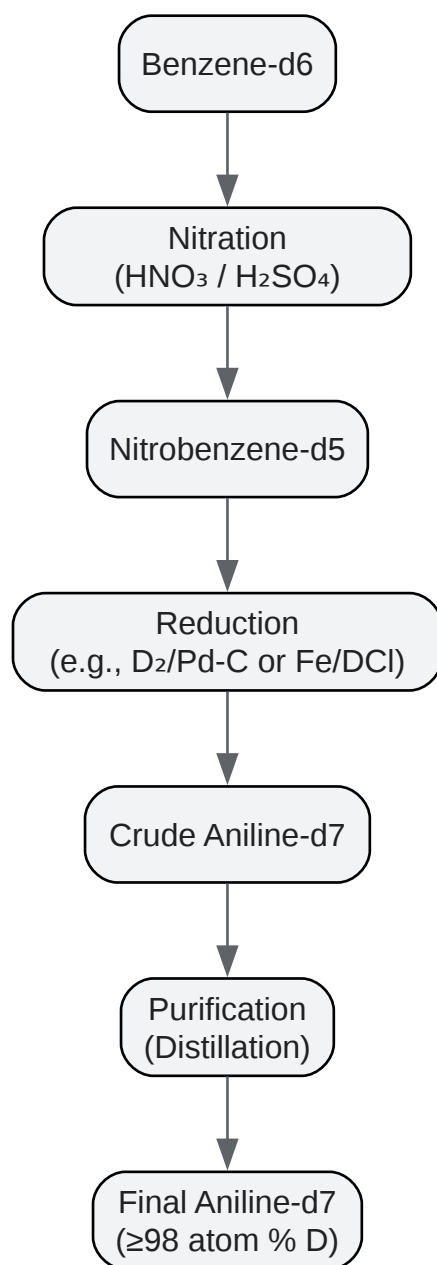 Benzene-d6
Nitration
(HNO₃ / H₂SO₄)
Nitrobenzene-d5
Reduction
(e.g., D₂/Pd-C or Fe/DCl)
Crude Aniline-d7
Purification
(Distillation)
Final Aniline-d7
(≥98 atom % D)